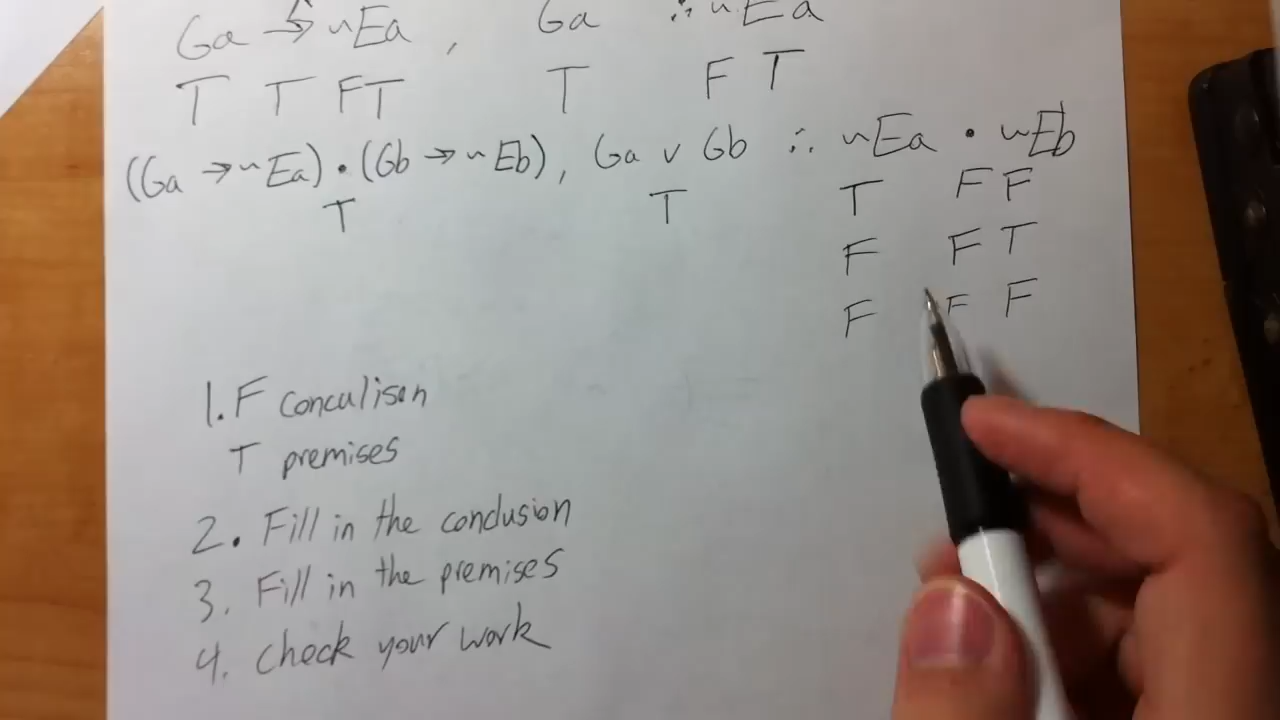 Ga → ~Ea , Ga ∴ ~Ea
T T FT T F T
(Ga → ~Ea) • (Gb → ~Eb), Ga v Gb ∴ ~Ea • ~Eb
T T T F F
F F T
F F F
1. F conculison
T premises
2. Fill in the conclusion
3. Fill in the premises
4. Check your work